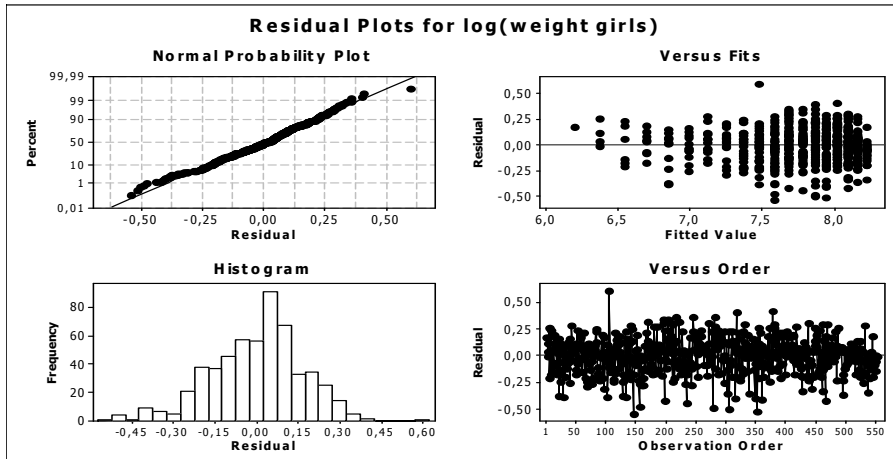 Residual Plots for log(weight girls)
Normal Probability Plot
99,99
99
90
50
10
1
0,01
Percent
-0,50 -0,25 0,00 0,25 0,50
Residual
Versus Fits
0,50
0,25
0,00
-0,25
-0,50
Residual
6,0 6,5 7,0 7,5 8,0
Fitted Value
Histogram
80
60
40
20
0
Frequency
-0,45 -0,30 -0,15 0,00 0,15 0,30 0,45 0,60
Residual
Versus Order
0,50
0,25
0,00
-0,25
-0,50
Residual
1 50 100 150 200 250 300 350 400 450 500 550
Observation Order